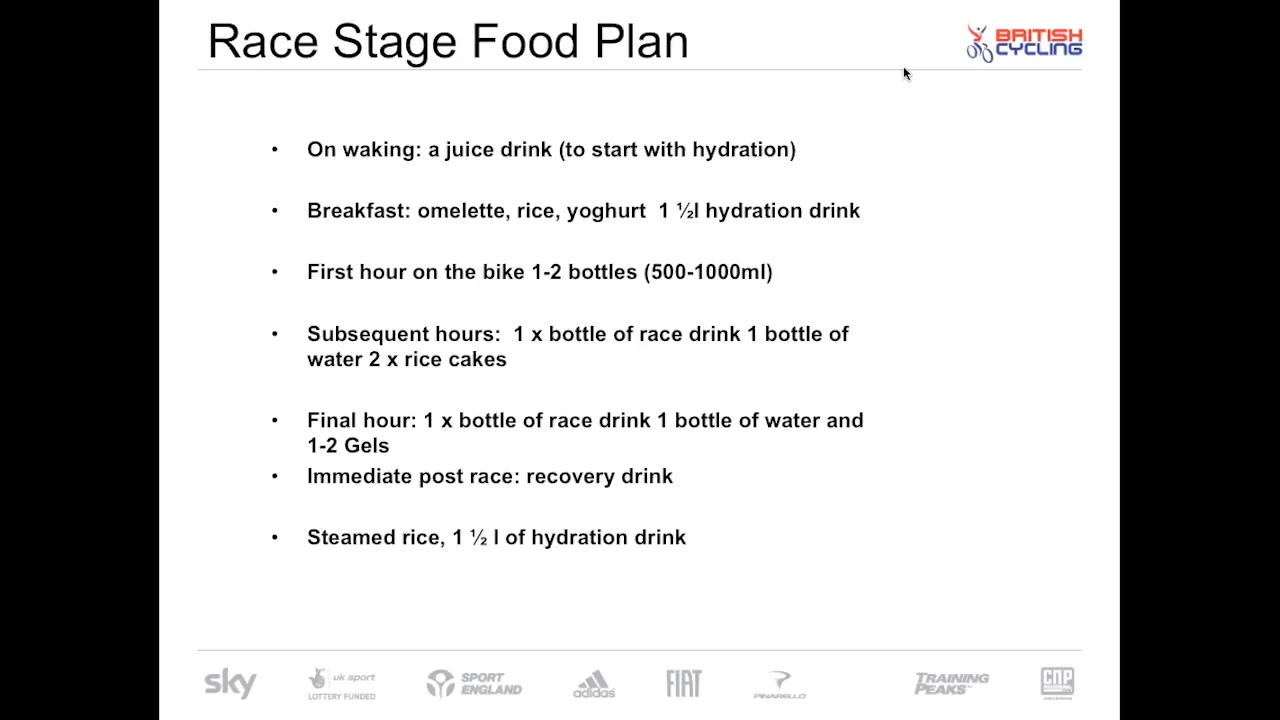 Race Stage Food Plan
BRITISH
CYCLING
• On waking: a juice drink (to start with hydration)
• Breakfast: omelette, rice, yoghurt  1 ½l hydration drink
• First hour on the bike 1-2 bottles (500-1000ml)
• Subsequent hours:  1 x bottle of race drink 1 bottle of
water 2 x rice cakes
• Final hour: 1 x bottle of race drink 1 bottle of water and
1-2 Gels
• Immediate post race: recovery drink
• Steamed rice, 1 ½ l of hydration drink
sky
uk sport
LOTTERY FUNDED
SPORT
ENGLAND
adidas
FIAT
PINARELLO
TRAINING
PEAKS™
CNP